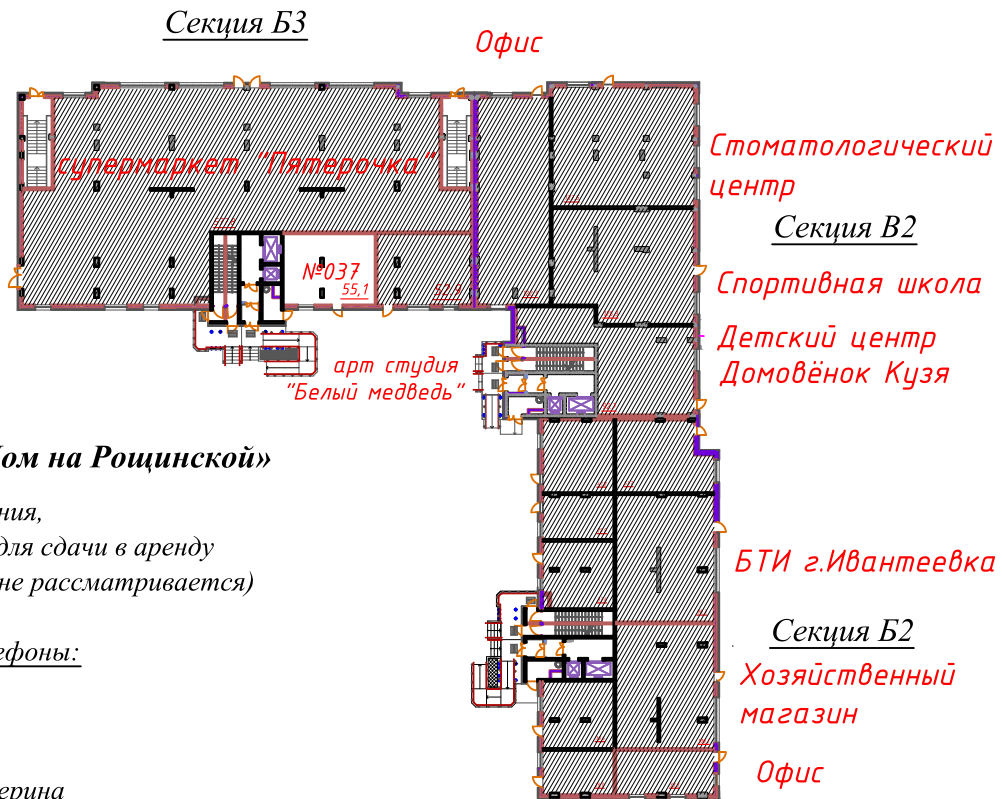 Секция Б3
Офис
супермаркет "Пятерочка"
Стоматологический
центр
Секция В2
№037
55,1
52,9
Спортивная школа
Детский центр
Домовёнок Кузя
арт студия
"Белый медведь"
ом на Рощинской»
ния,
для сдачи в аренду
не рассматривается)
БТИ г.Ивантеевка
Секция Б2
ефоны:
Хозяйственный
магазин
Офис
ерина